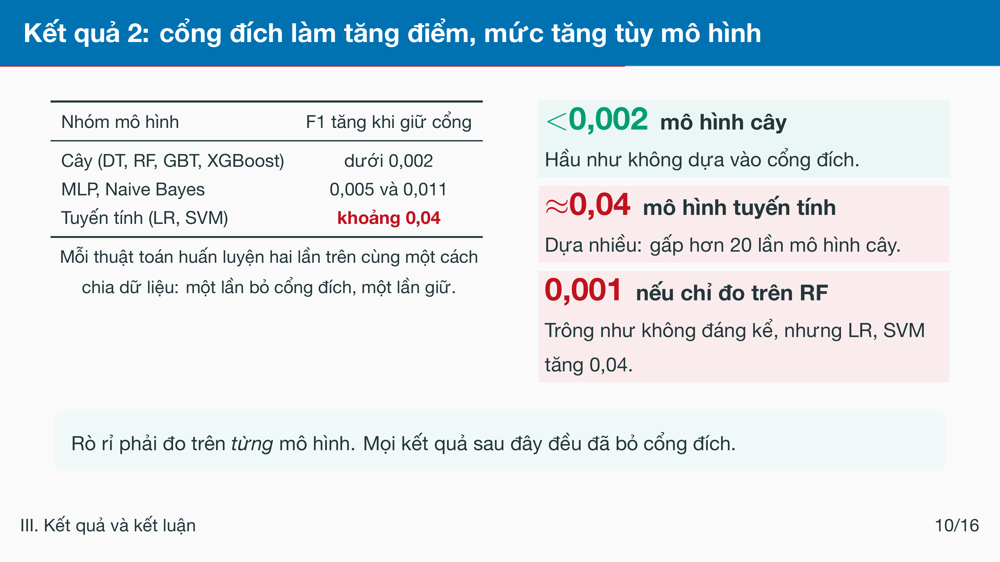 Kết quả 2: cổng đích làm tăng điểm, mức tăng tùy mô hình
Nhóm mô hình F1 tăng khi giữ cổng
Cây (DT, RF, GBT, XGBoost) dưới 0,002
MLP, Naive Bayes 0,005 và 0,011
Tuyến tính (LR, SVM) khoảng 0,04
Mỗi thuật toán huấn luyện hai lần trên cùng một cách
chia dữ liệu: một lần bỏ cổng đích, một lần giữ.
<0,002 mô hình cây
Hầu như không dựa vào cổng đích.
≈0,04 mô hình tuyến tính
Dựa nhiều: gấp hơn 20 lần mô hình cây.
0,001 nếu chỉ đo trên RF
Trông như không đáng kể, nhưng LR, SVM
tăng 0,04.
Rò rỉ phải đo trên từng mô hình. Mọi kết quả sau đây đều đã bỏ cổng đích.
III. Kết quả và kết luận
10/16